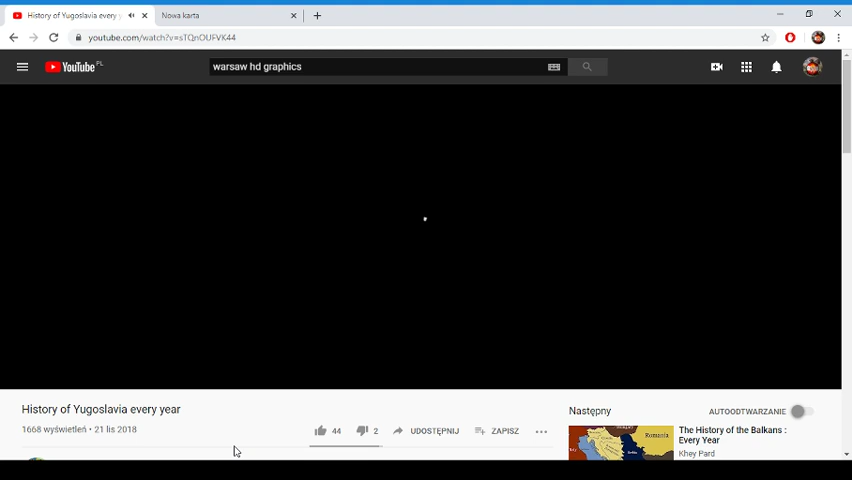 History of Yugoslavia every y
Nowa karta
youtube.com/watch?v=sTQnOUFVK44
YouTube PL
warsaw hd graphics
History of Yugoslavia every year
1668 wyświetleń • 21 lis 2018
44
2
UDOSTĘPNIJ
ZAPISZ
Następny
AUTOODTWARZANIE
Romania
The History of the Balkans :
Every Year
Khey Pard